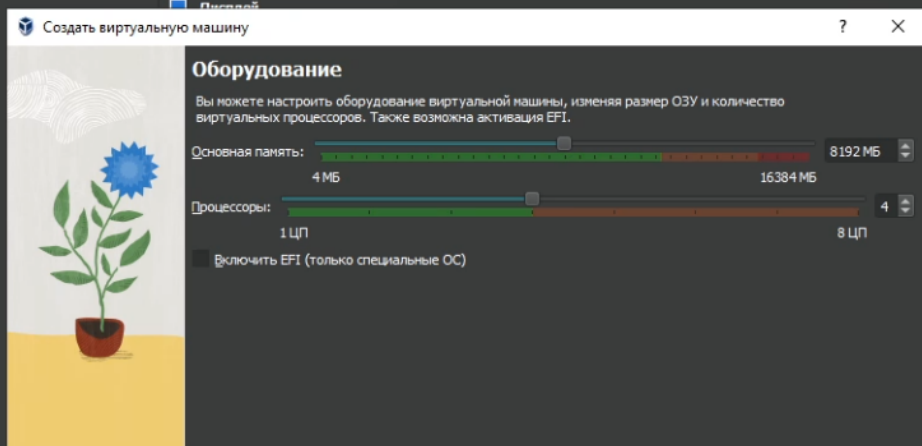 Дисплей
Создать виртуальную машину
?
Оборудование
Вы можете настроить оборудование виртуальной машины, изменяя размер ОЗУ и количество
виртуальных процессоров. Также возможна активация EFI.
Основная память:
8192 МБ
4 МБ
16384 МБ
Процессоры:
4
1 ЦП
8 ЦП
Включить EFI (только специальные ОС)